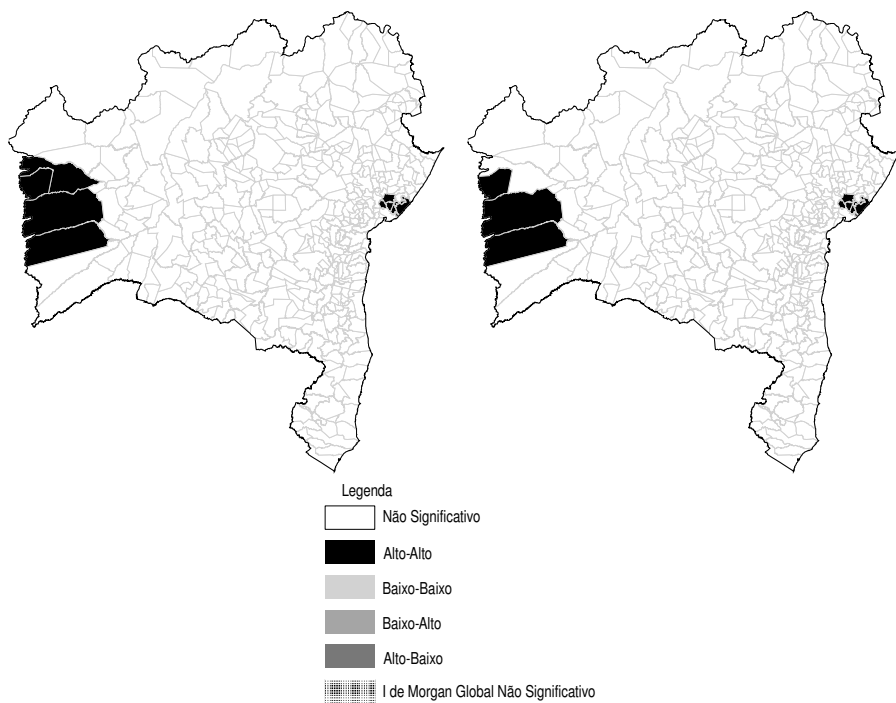 Legenda
Não Significativo
Alto-Alto
Baixo-Baixo
Baixo-Alto
Alto-Baixo
I de Morgan Global Não Significativo